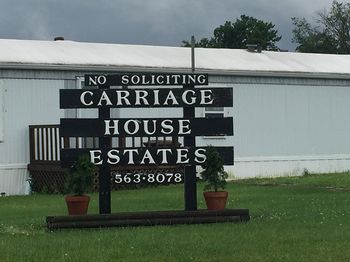 NO SOLICITING
CARRIAGE
HOUSE
ESTATES
563-8078